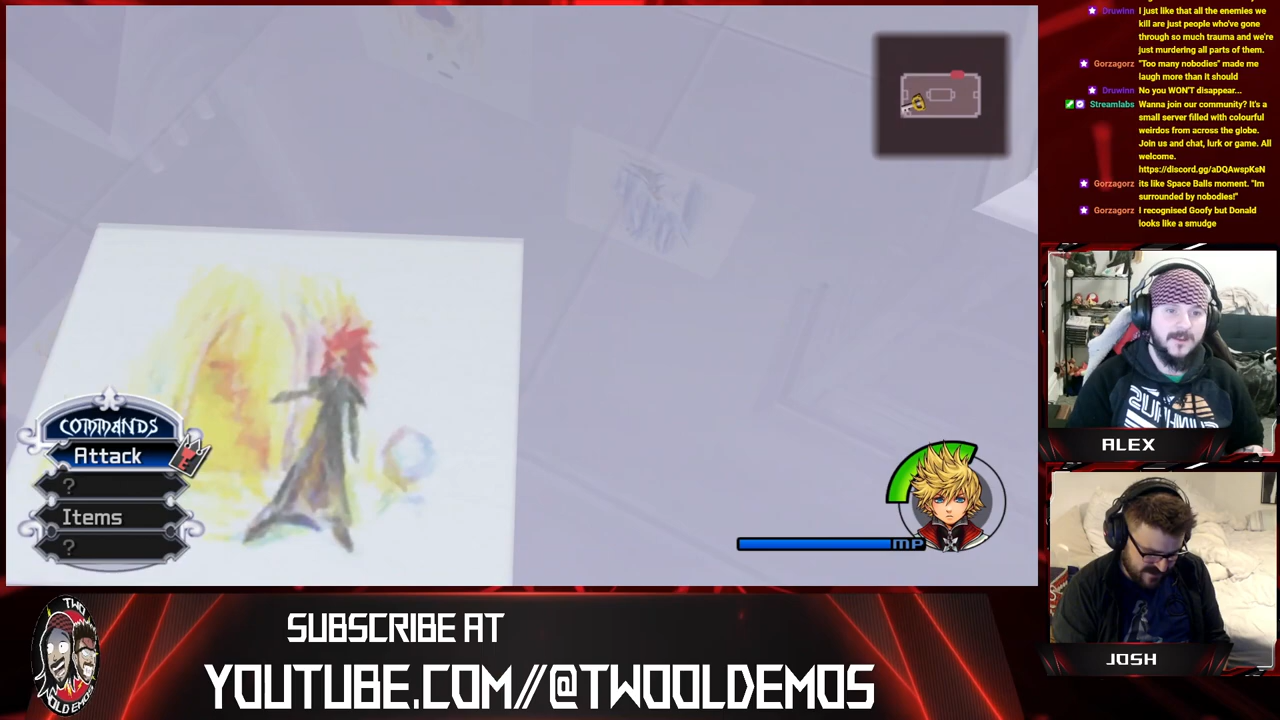 Druwinn I just like that all the enemies we
kill are just people who've gone
through so much trauma and we're
just murdering all parts of them.
Gorzagorz "Too many nobodies" made me
laugh more than it should
Druwinn No you WON'T disappear...
Streamlabs Wanna join our community? It's a
small server filled with colourful
weirdos from across the globe.
Join us and chat, lurk or game. All
welcome.
https://discord.gg/aDQAwspKsN
Gorzagorz its like Space Balls moment. "Im
surrounded by nobodies!"
Gorzagorz I recognised Goofy but Donald
looks like a smudge
COMMANDS
Attack
?
Items
?
MP
ALEX
JOSH
TWO
OLD EMOS
SUBSCRIBE AT
YOUTUBE.COM//@TWOOLDEMOS